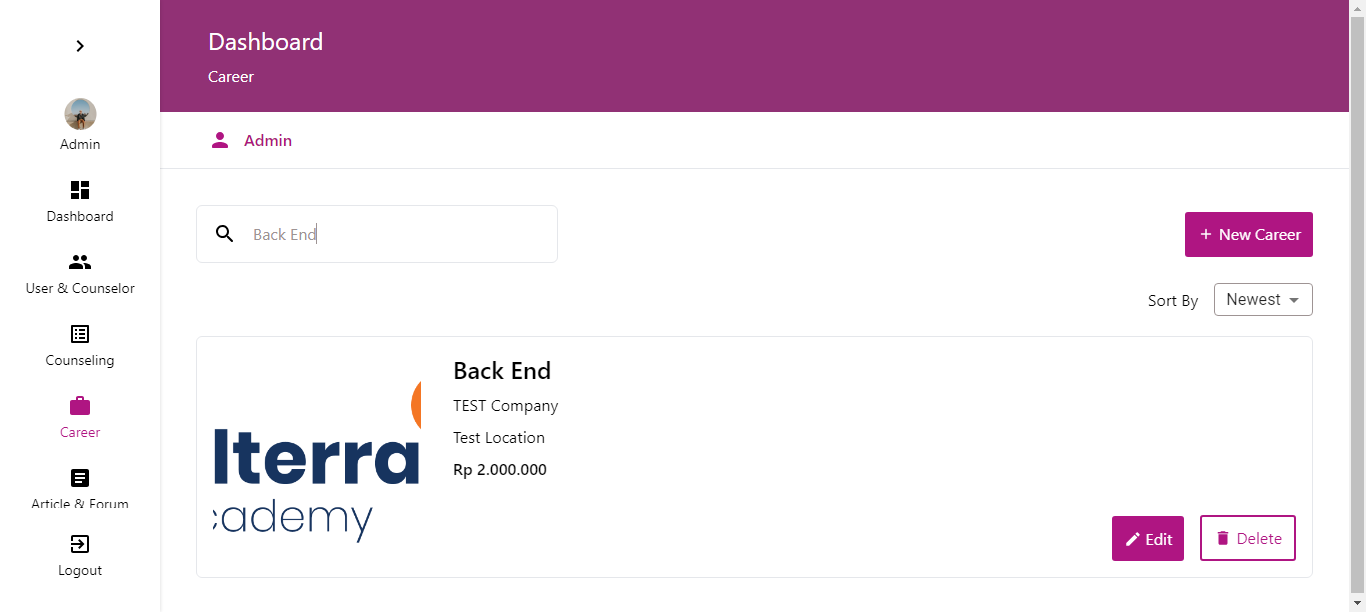 Dashboard
Career
Admin
Admin
Dashboard
User & Counselor
Counseling
Career
Article & Forum
Logout
Back End
+ New Career
Sort By
Newest
lterra
cademy
Back End
TEST Company
Test Location
Rp 2.000.000
Edit
Delete